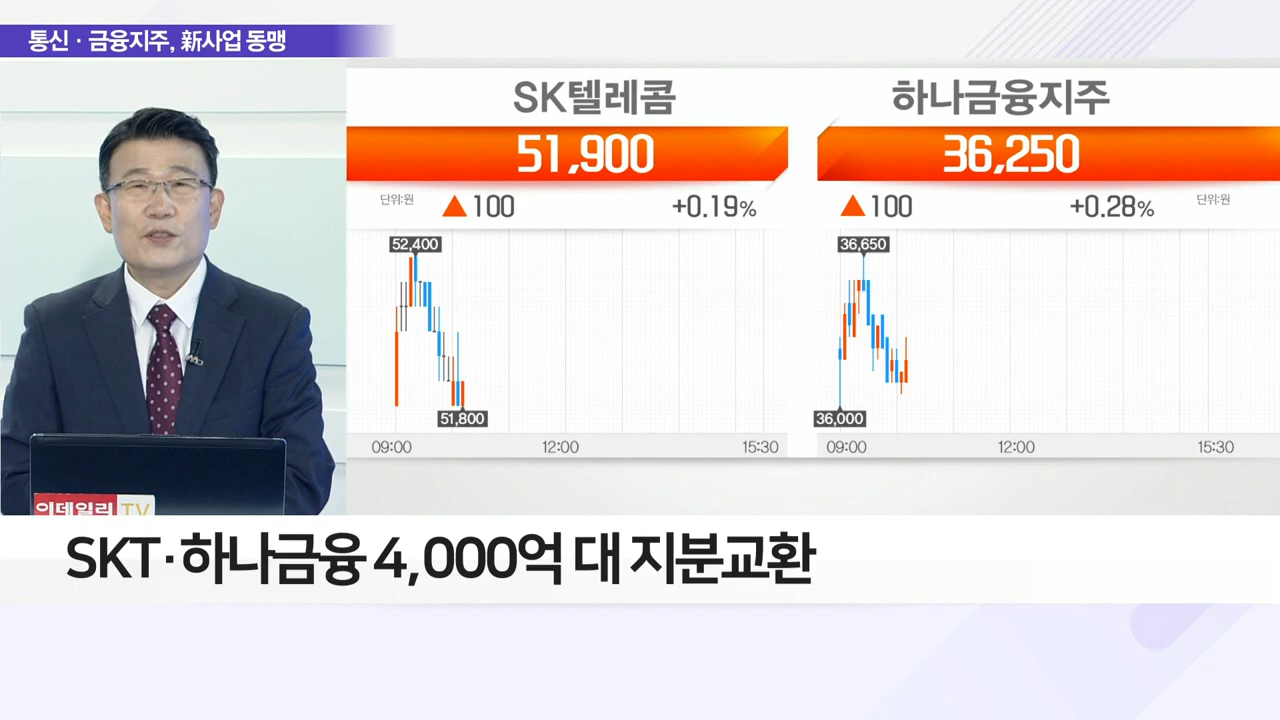 통신·금융지주, 新사업 동맹
SK텔레콤
51,900
단위:원 ▲100 +0.19%
52,400
51,800
09:00 12:00 15:30
하나금융지주
36,250
▲100 +0.28% 단위:원
36,650
36,000
09:00 12:00 15:30
이데일리TV
SKT·하나금융 4,000억 대 지분교환